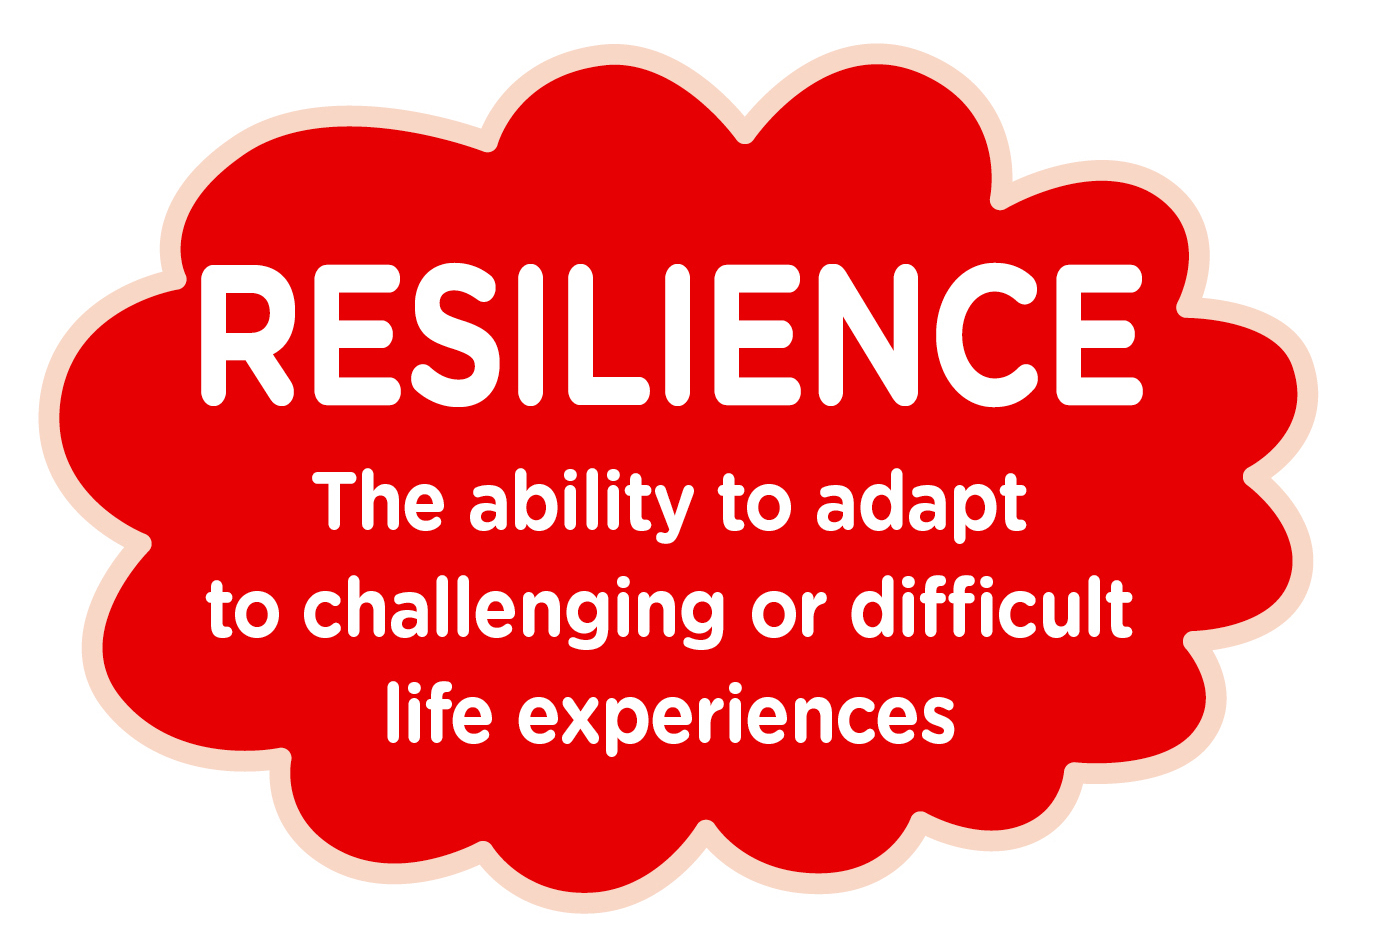 RESILIENCE
The ability to adapt
to challenging or difficult
life experiences